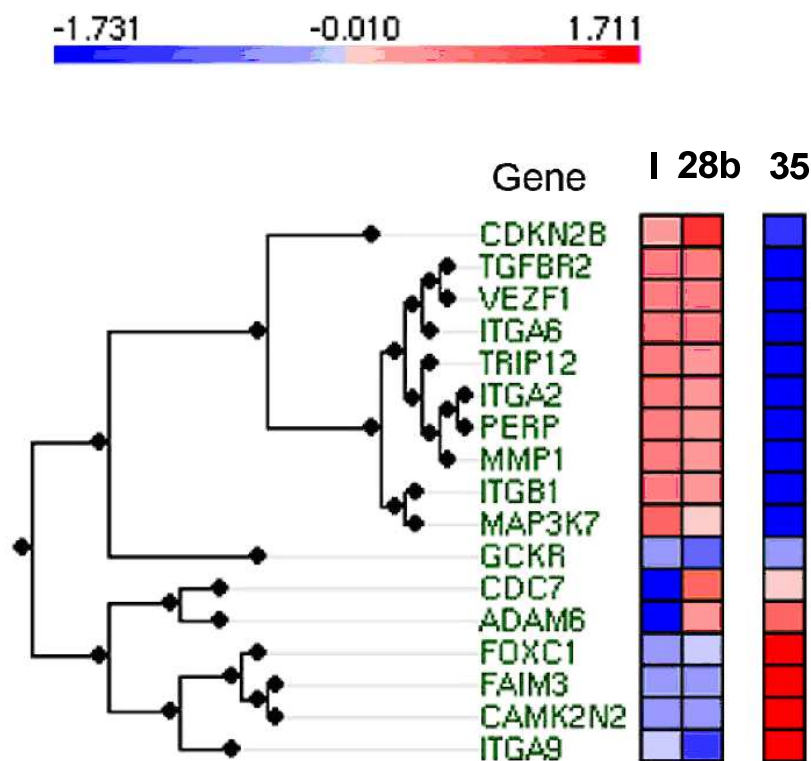 -1.731 -0.010 1.711
Gene I 28b 35
CDKN2B
TGFBR2
VEZF1
ITGA6
TRIP12
ITGA2
PERP
MMP1
ITGB1
MAP3K7
GCKR
CDC7
ADAM6
FOXC1
FAIM3
CAMK2N2
ITGA9